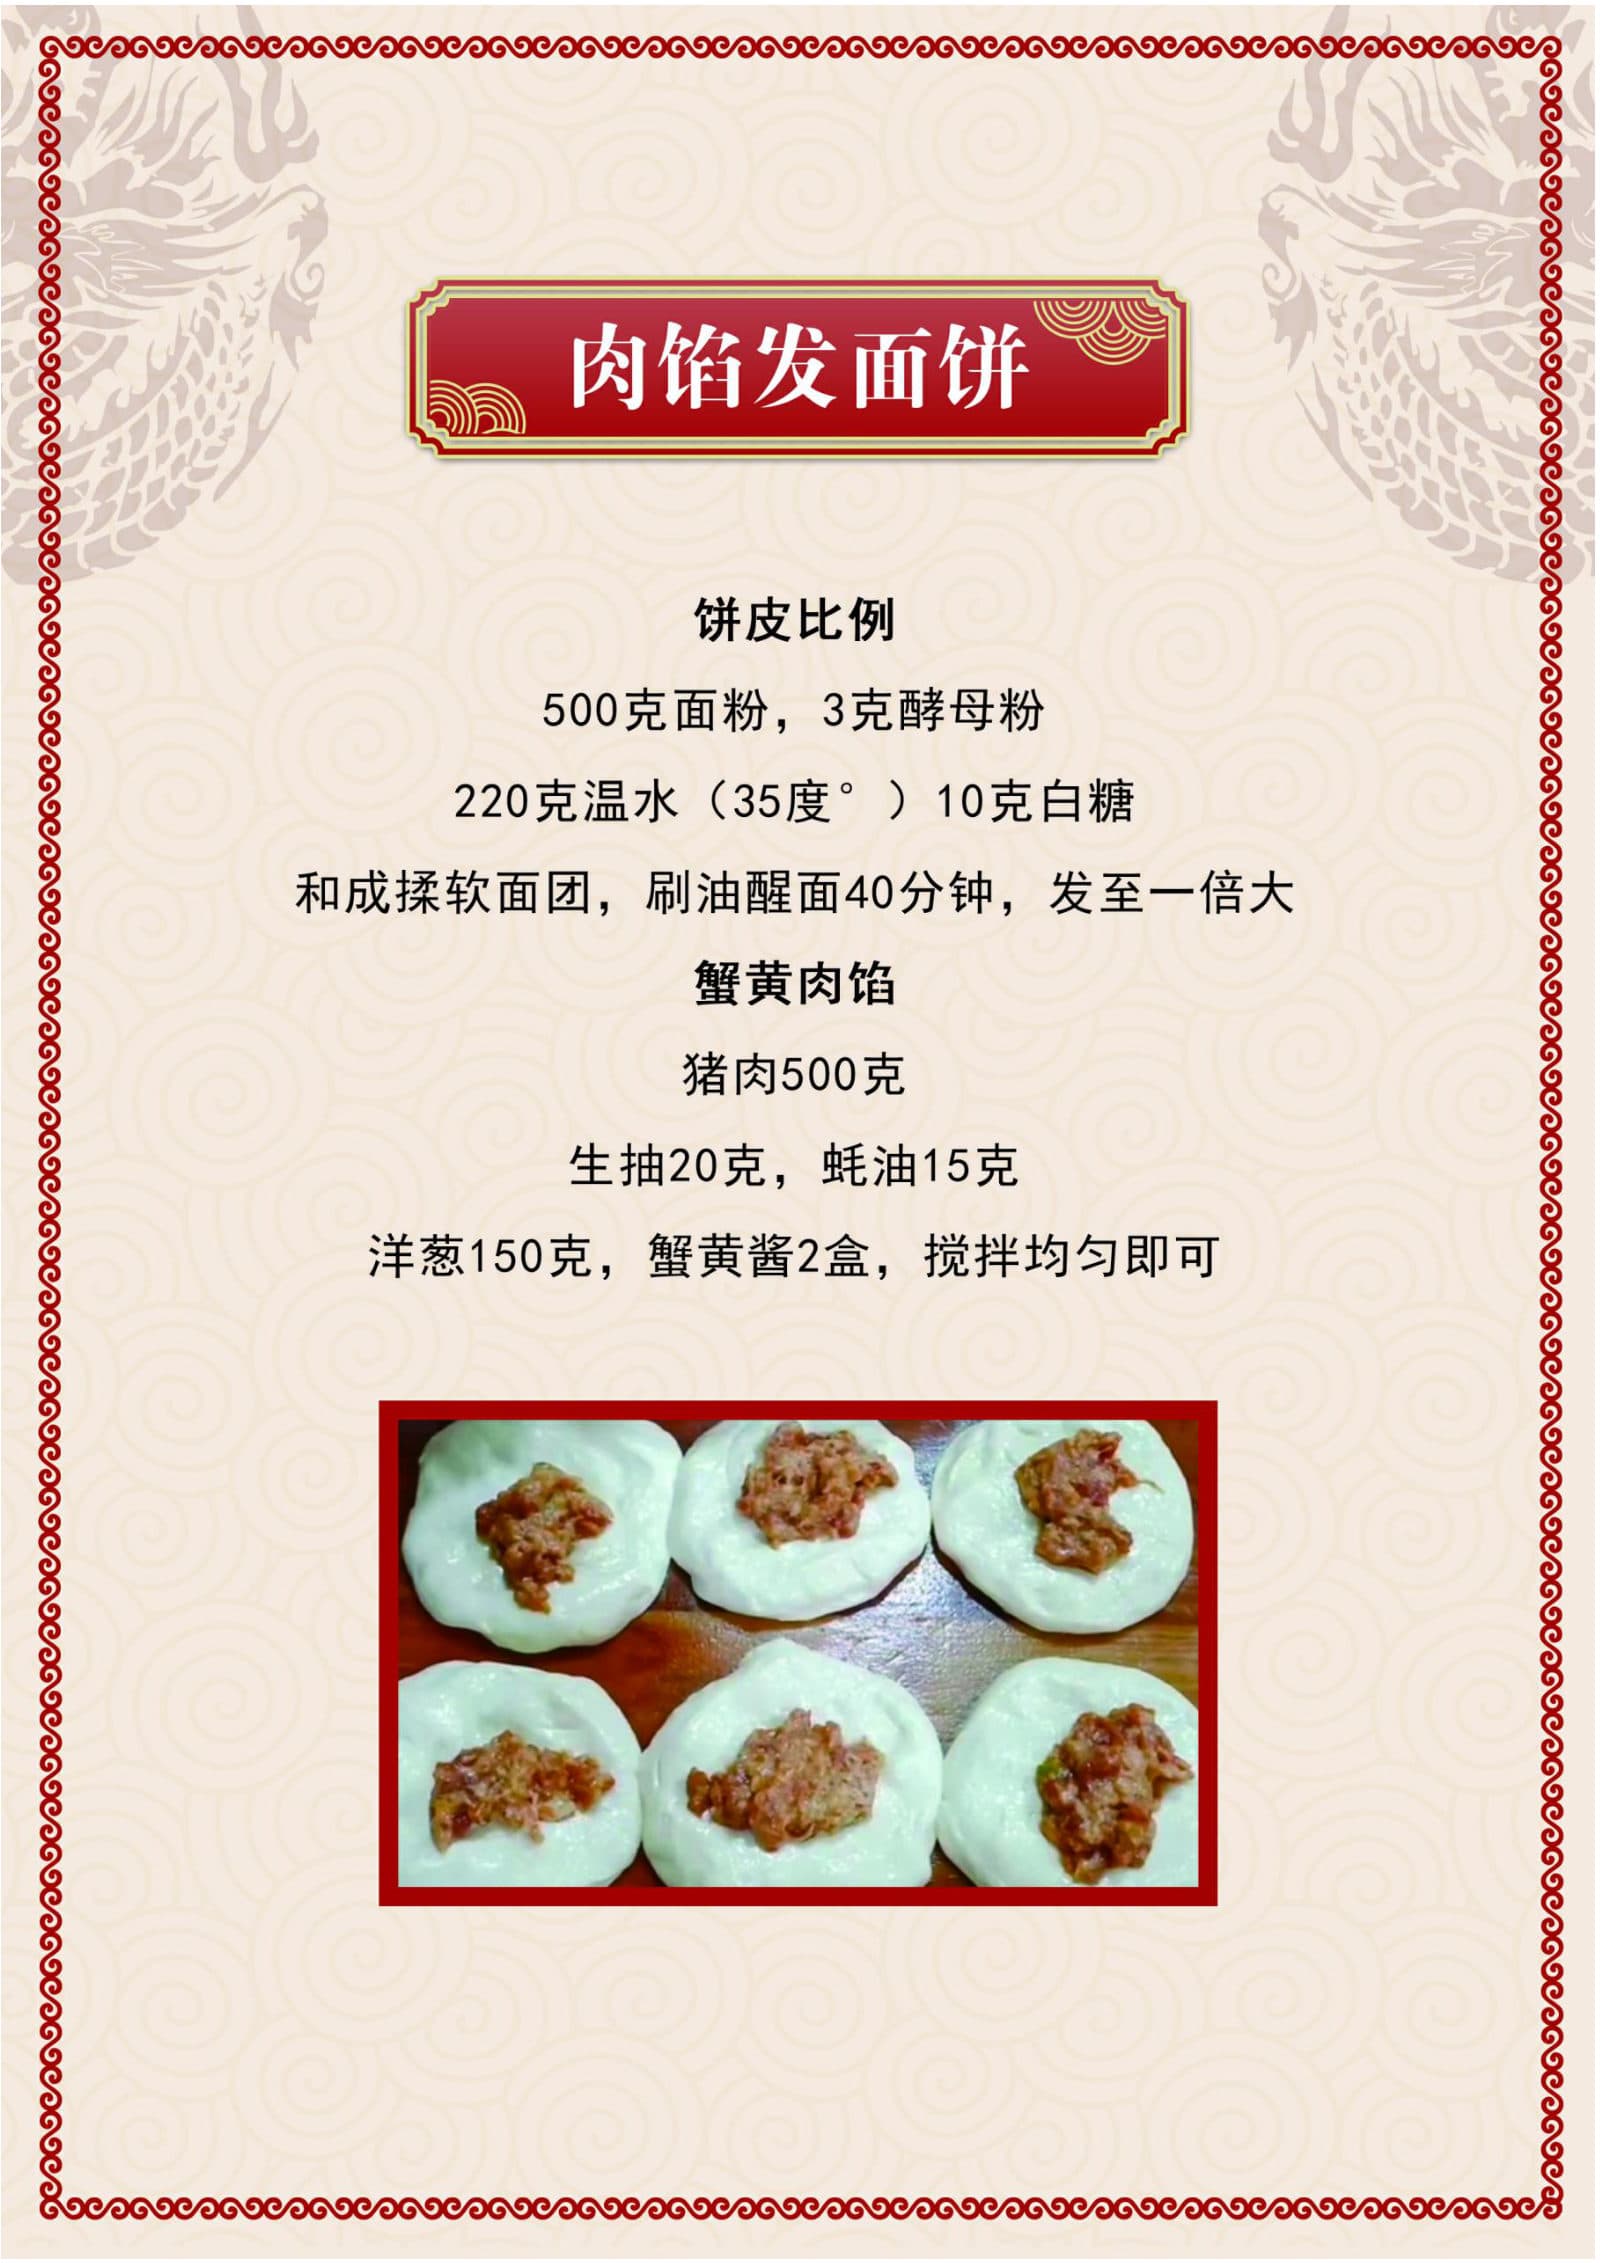 肉馅发面饼
饼皮比例
500克面粉，3克酵母粉
220克温水（35度°）10克白糖
和成揉软面团，刷油醒面40分钟，发至一倍大
蟹黄肉馅
猪肉500克
生抽20克，蚝油15克
洋葱150克，蟹黄酱2盒，搅拌均匀即可